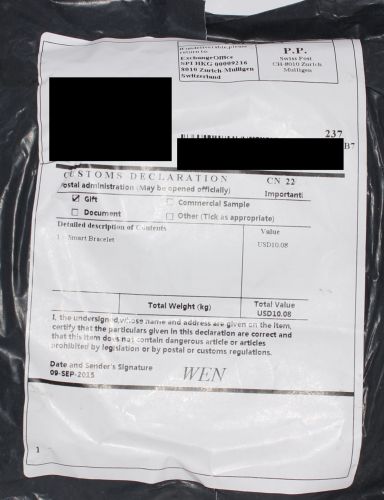 If undeliverable, please
return to:
ExchangeOffice
SPI HKG 00009216
8010 Zurich-Mulligen
Switzerland
P.P.
Swiss Post
CH-8010 Zurich
Mulligen
237
B7
CUSTOMS DECLARATION CN 22
Postal administration (May be opened officially) Important!
☑ Gift ☐ Commercial Sample
☐ Document ☐ Other (Tick as appropriate)
Detailed description of Contents Value
1 - Smart Bracelet USD10.08
Total Weight (kg) Total Value
USD10.08
I, the undersigned,whose name and address are given on the item,
certify that the particulars given in this declaration are correct and
that this item does not contain dangerous article or articles
prohibited by legislation or by postal or customs regulations.
Date and Sender's Signature
09-SEP-2015
WEN
1